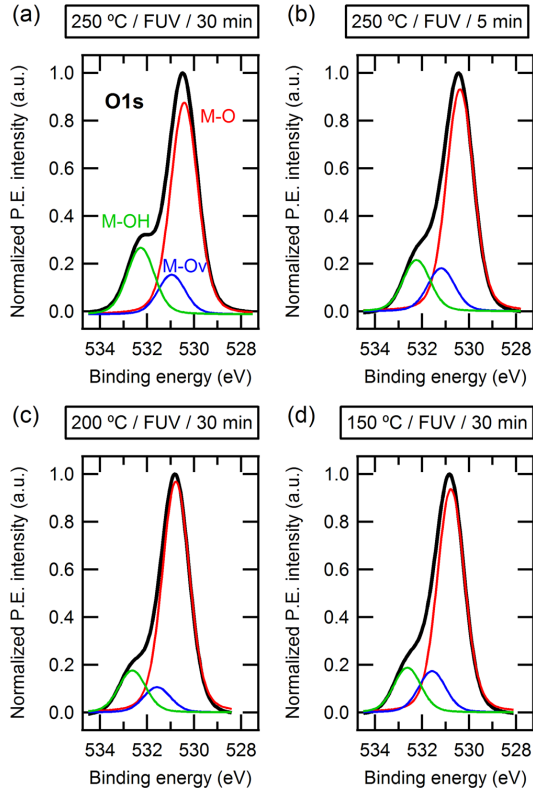 (a)
250 ºC / FUV / 30 min
Normalized P.E. intensity (a.u.)
1.0
0.8
0.6
0.4
0.2
0.0
O1s
M-O
M-OH
M-Ov
534 532 530 528
Binding energy (eV)
(b)
250 ºC / FUV / 5 min
Normalized P.E. intensity (a.u.)
1.0
0.8
0.6
0.4
0.2
0.0
534 532 530 528
Binding energy (eV)
(c)
200 ºC / FUV / 30 min
Normalized P.E. intensity (a.u.)
1.0
0.8
0.6
0.4
0.2
0.0
534 532 530 528
Binding energy (eV)
(d)
150 ºC / FUV / 30 min
Normalized P.E. intensity (a.u.)
1.0
0.8
0.6
0.4
0.2
0.0
534 532 530 528
Binding energy (eV)